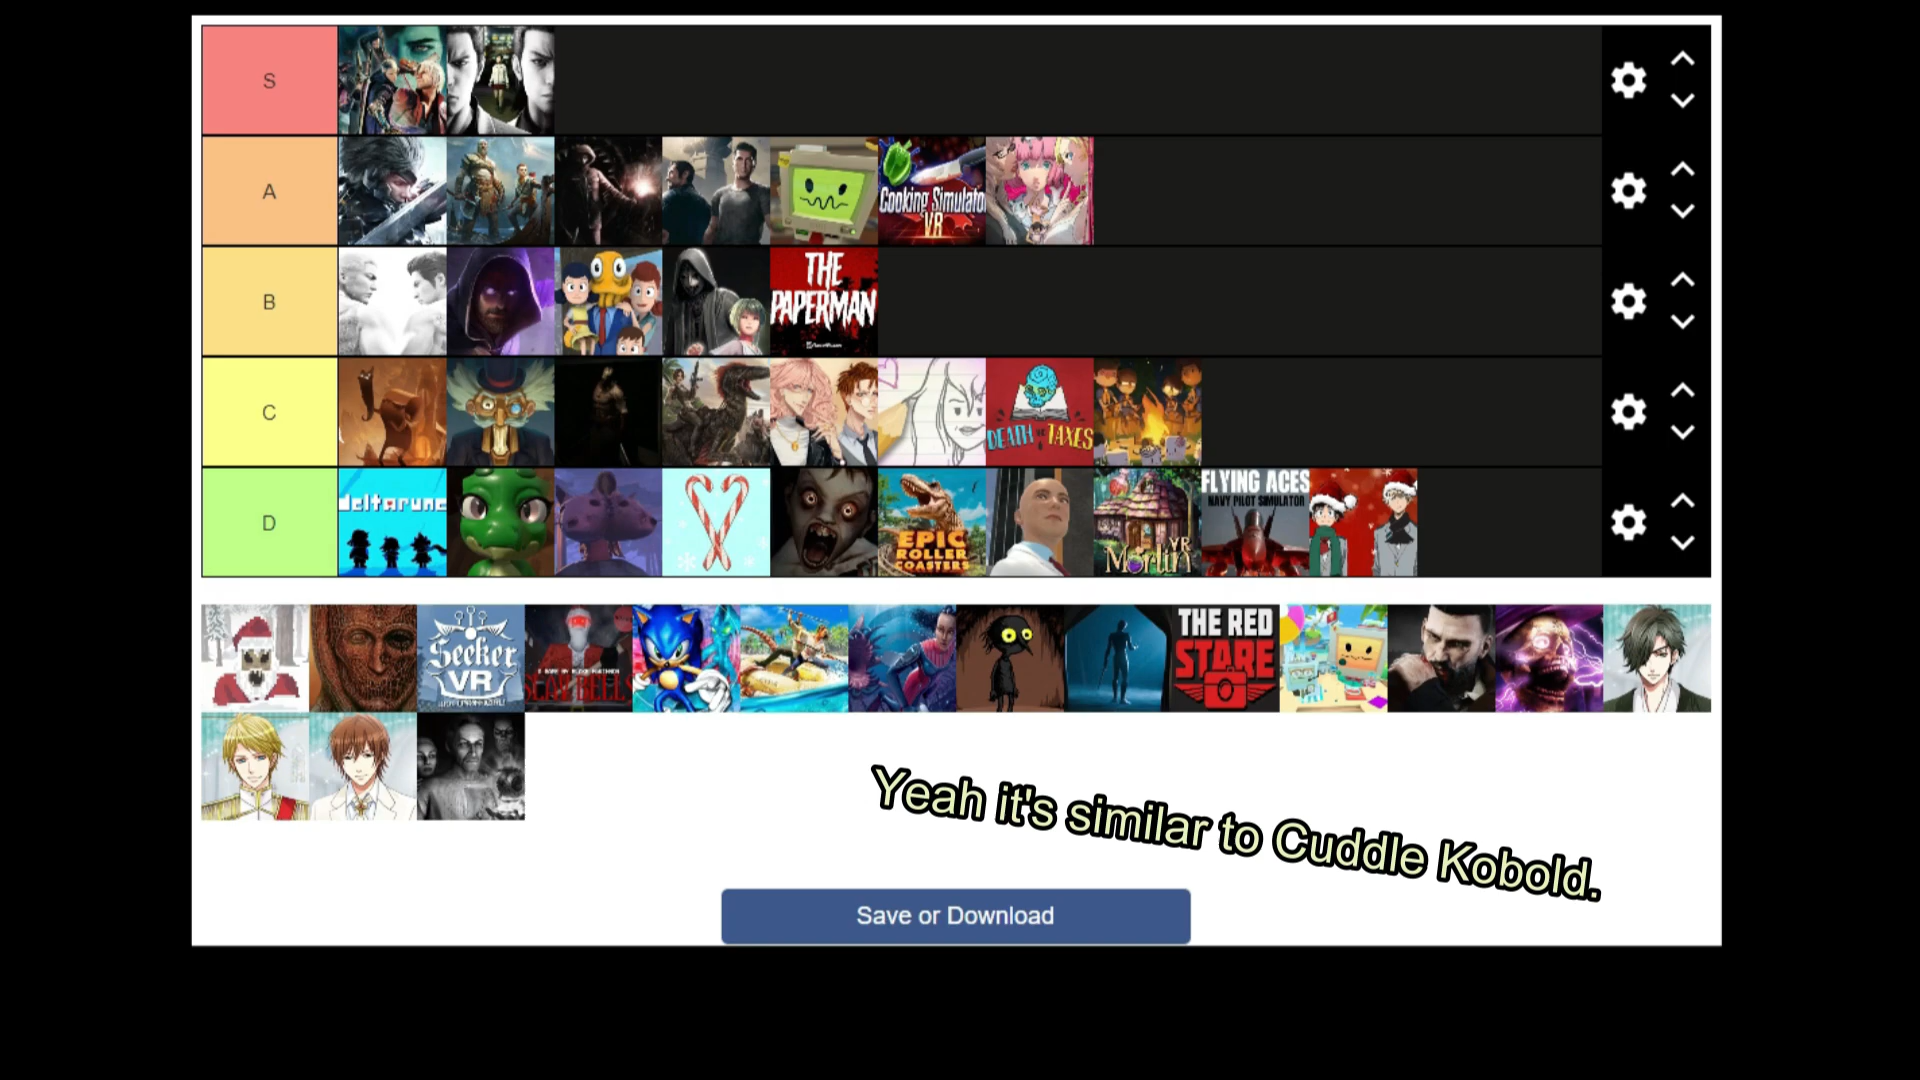 S
A
Cooking Simulator
VR
B
THE
PAPERMAN
C
DEATH
TAXES
D
deltarune
EPIC
ROLLER
COASTERS
Merlin
VR
FLYING ACES
NAVY PILOT SIMULATOR
Seeker
VR
THE RED
STARE
Yeah it's similar to Cuddle Kobold.
Save or Download